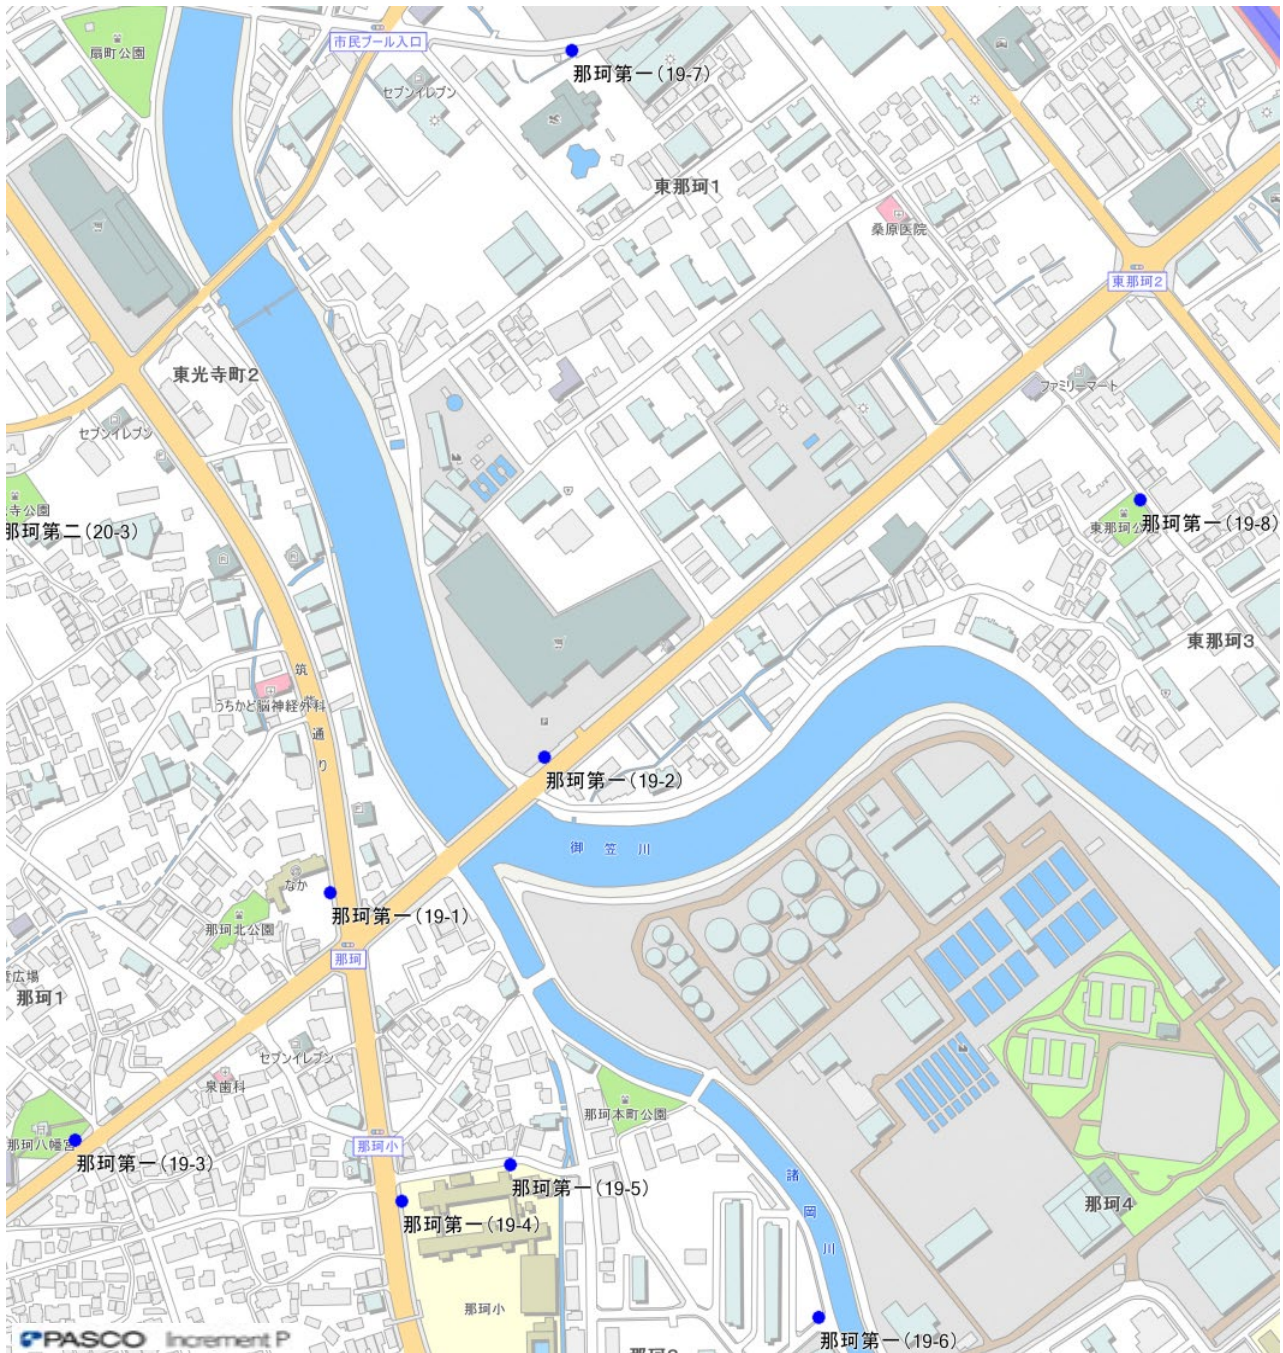 扇町公園
市民プール入口
那珂第一(19-7)
セブンイレブン
東那珂1
桑原医院
東那珂2
東光寺町2
ファミリーマート
セブンイレブン
寺公園
那珂第二(20-3)
東那珂公園
那珂第一(19-8)
東那珂3
筑紫通り
うちかど脳神経外科
那珂第一(19-2)
御笠川
なか
那珂第一(19-1)
那珂北公園
那珂
広場
那珂1
セブンイレブン
泉歯科
那珂本町公園
那珂八幡宮
那珂第一(19-3)
那珂小
那珂第一(19-5)
諸岡川
那珂4
那珂第一(19-4)
那珂小
那珂第一(19-6)
PASCO Increment P